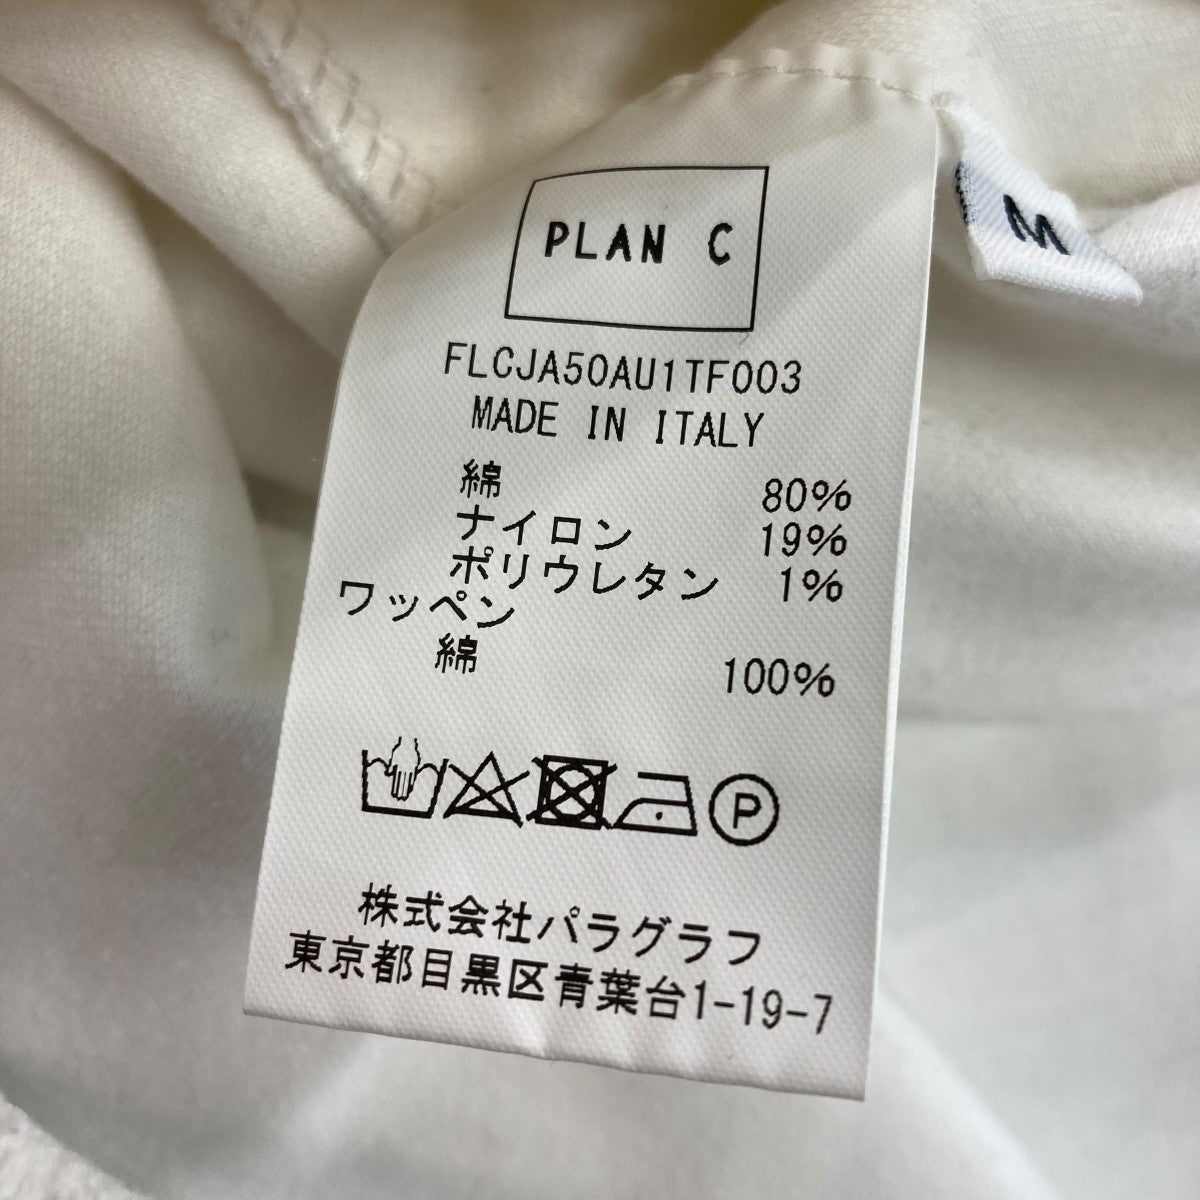 PLAN C
M
FLCJA50AU1TF003
MADE IN ITALY
綿 80%
ナイロン 19%
ポリウレタン 1%
ワッペン
綿 100%
P
株式会社パラグラフ
東京都目黒区青葉台1-19-7